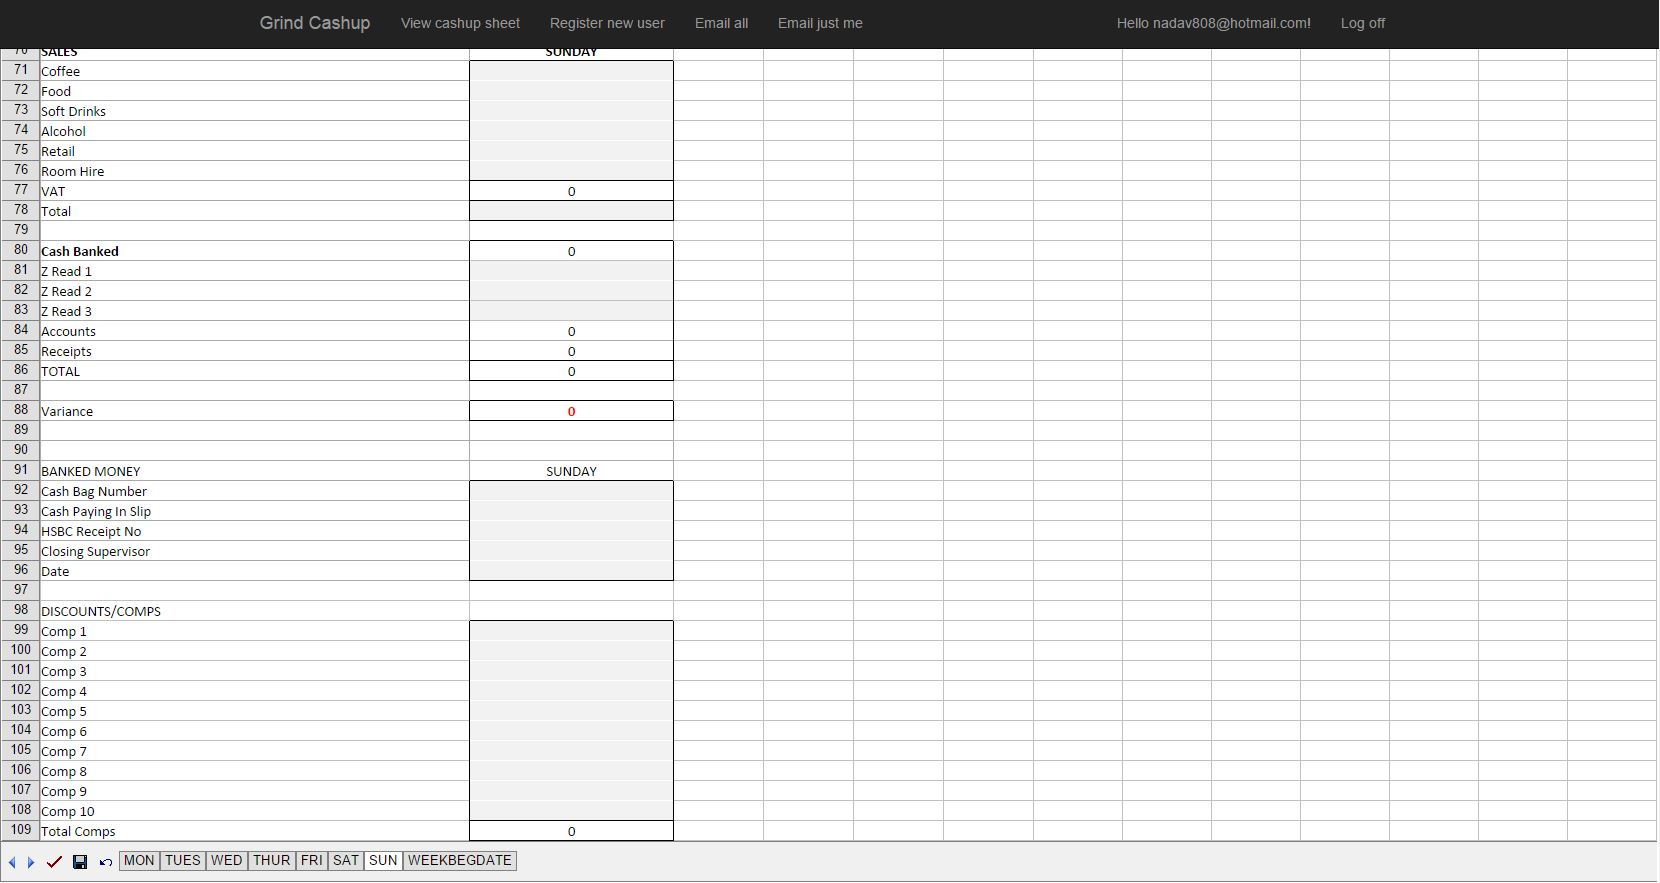 Grind Cashup View cashup sheet Register new user Email all Email just me Hello nadav808@hotmail.com! Log off
70 SALES SUNDAY
71 Coffee
72 Food
73 Soft Drinks
74 Alcohol
75 Retail
76 Room Hire
77 VAT 0
78 Total
79
80 Cash Banked 0
81 Z Read 1
82 Z Read 2
83 Z Read 3
84 Accounts 0
85 Receipts 0
86 TOTAL 0
87
88 Variance 0
89
90
91 BANKED MONEY SUNDAY
92 Cash Bag Number
93 Cash Paying In Slip
94 HSBC Receipt No
95 Closing Supervisor
96 Date
97
98 DISCOUNTS/COMPS
99 Comp 1
100 Comp 2
101 Comp 3
102 Comp 4
103 Comp 5
104 Comp 6
105 Comp 7
106 Comp 8
107 Comp 9
108 Comp 10
109 Total Comps 0
MON TUES WED THUR FRI SAT SUN WEEKBEGDATE